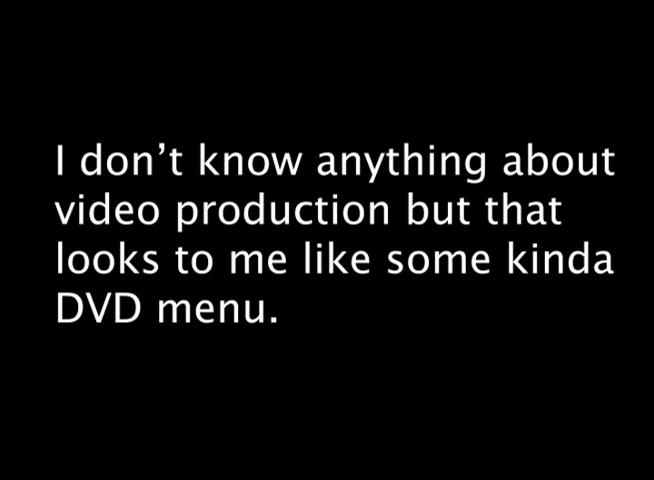 I don’t know anything about
video production but that
looks to me like some kinda
DVD menu.